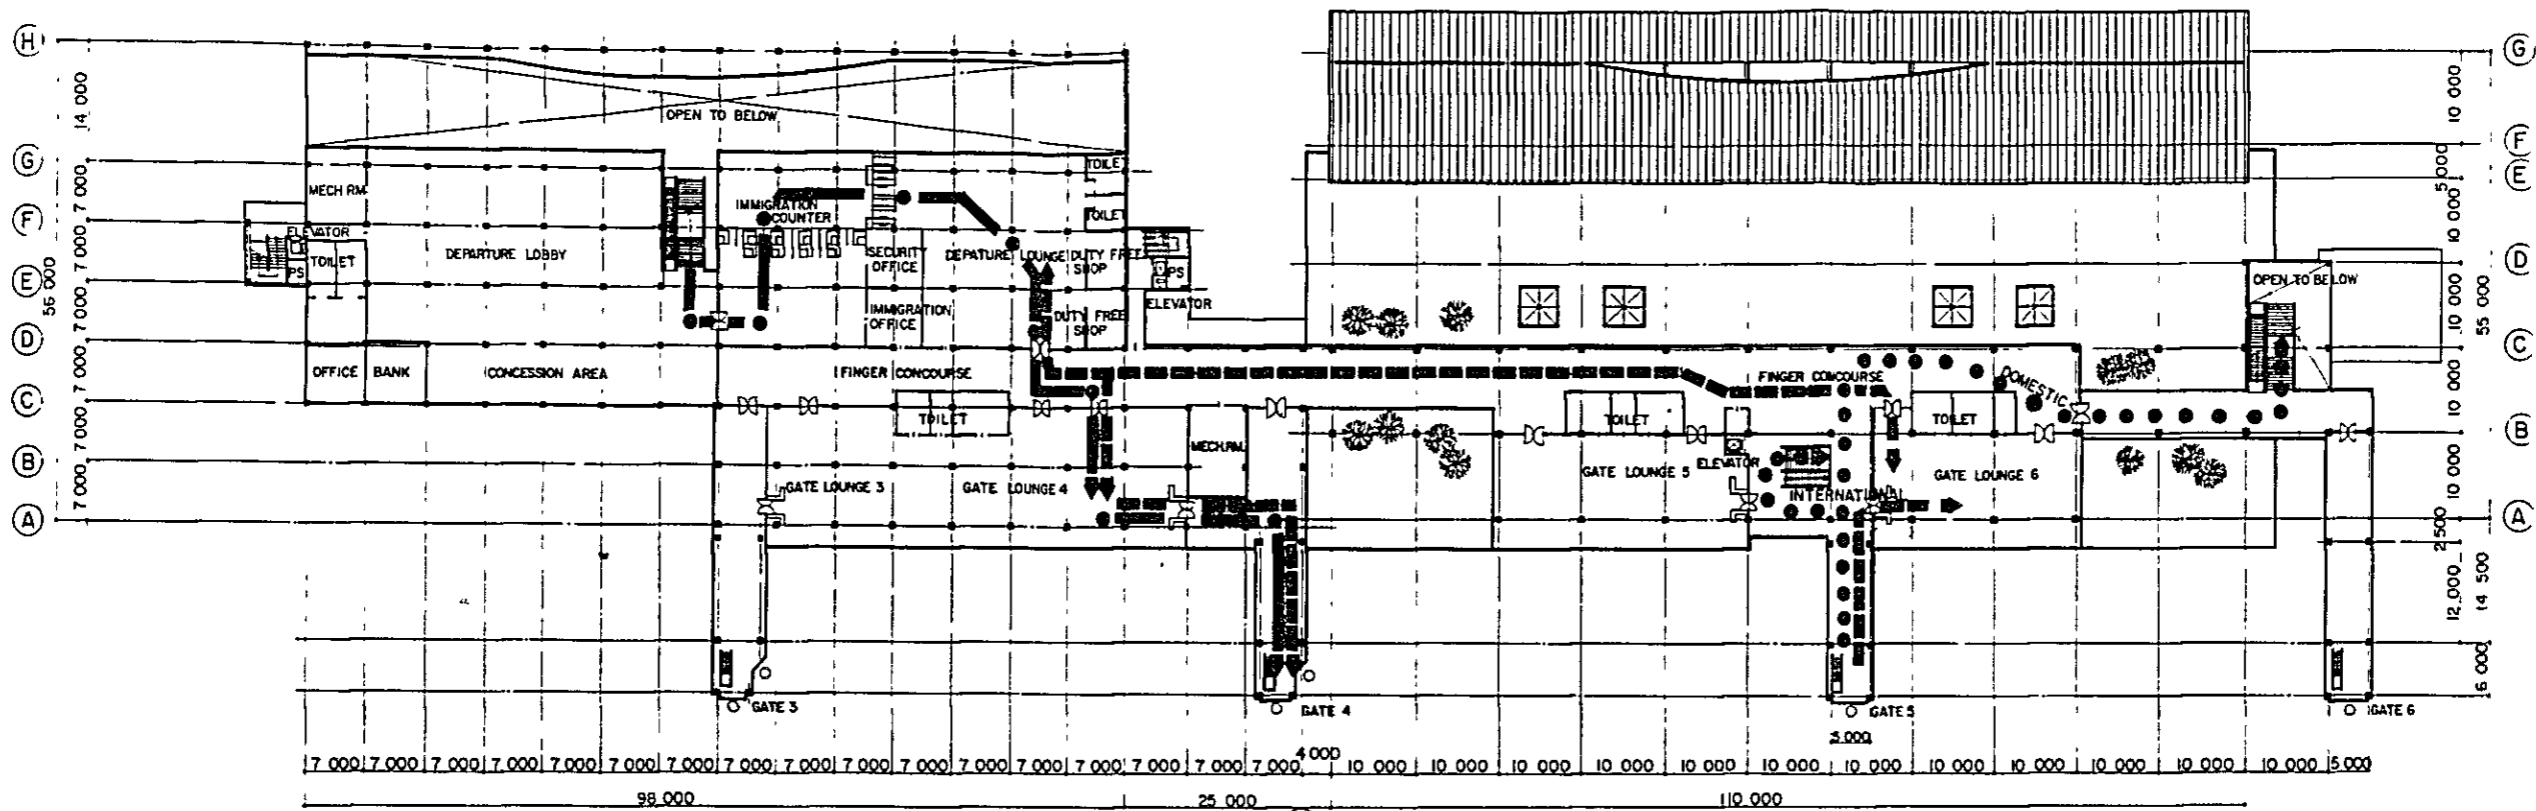 H
G
14 000
10 000
OPEN TO BELOW
10 000
F
G
TOILET
5 000
E
MECH RM
7 000
IMMIGRATION
COUNTER
TOILET
10 000
F
ELEVATOR
7 000
TOILET
DEPARTURE LOBBY
SECURITY
OFFICE
DEPATURE LOUNGE
DUTY FREE
SHOP
PS
D
E
PS
OPEN TO BELOW
56 000
7 000
IMMIGRATION
OFFICE
DUTY FREE
SHOP
ELEVATOR
10 000
55 000
D
C
7 000
OFFICE
BANK
CONCESSION AREA
FINGER CONCOURSE
FINGER CONCOURSE
DOMESTIC
10 000
C
TOILET
TOILET
TOILET
10 000
7 000
MECH.RM.
B
B
ELEVATOR
7 000
GATE LOUNGE 3
GATE LOUNGE 4
GATE LOUNGE 5
GATE LOUNGE 6
INTERNATIONAL
10 000
A
A
2 500
12 000
14 500
6 000
GATE 3
GATE 4
GATE 5
GATE 6
5 000
4 000
7 000 7 000 7 000 7 000 7 000 7 000 7 000 7 000 7 000 7 000 7 000 7 000 7 000 7 000 7 000 7 000 10 000 10 000 10 000 10 000 10 000 10 000 10 000 10 000 10 000 10 000 10 000 10 000 5 000
98 000 25 000 110 000